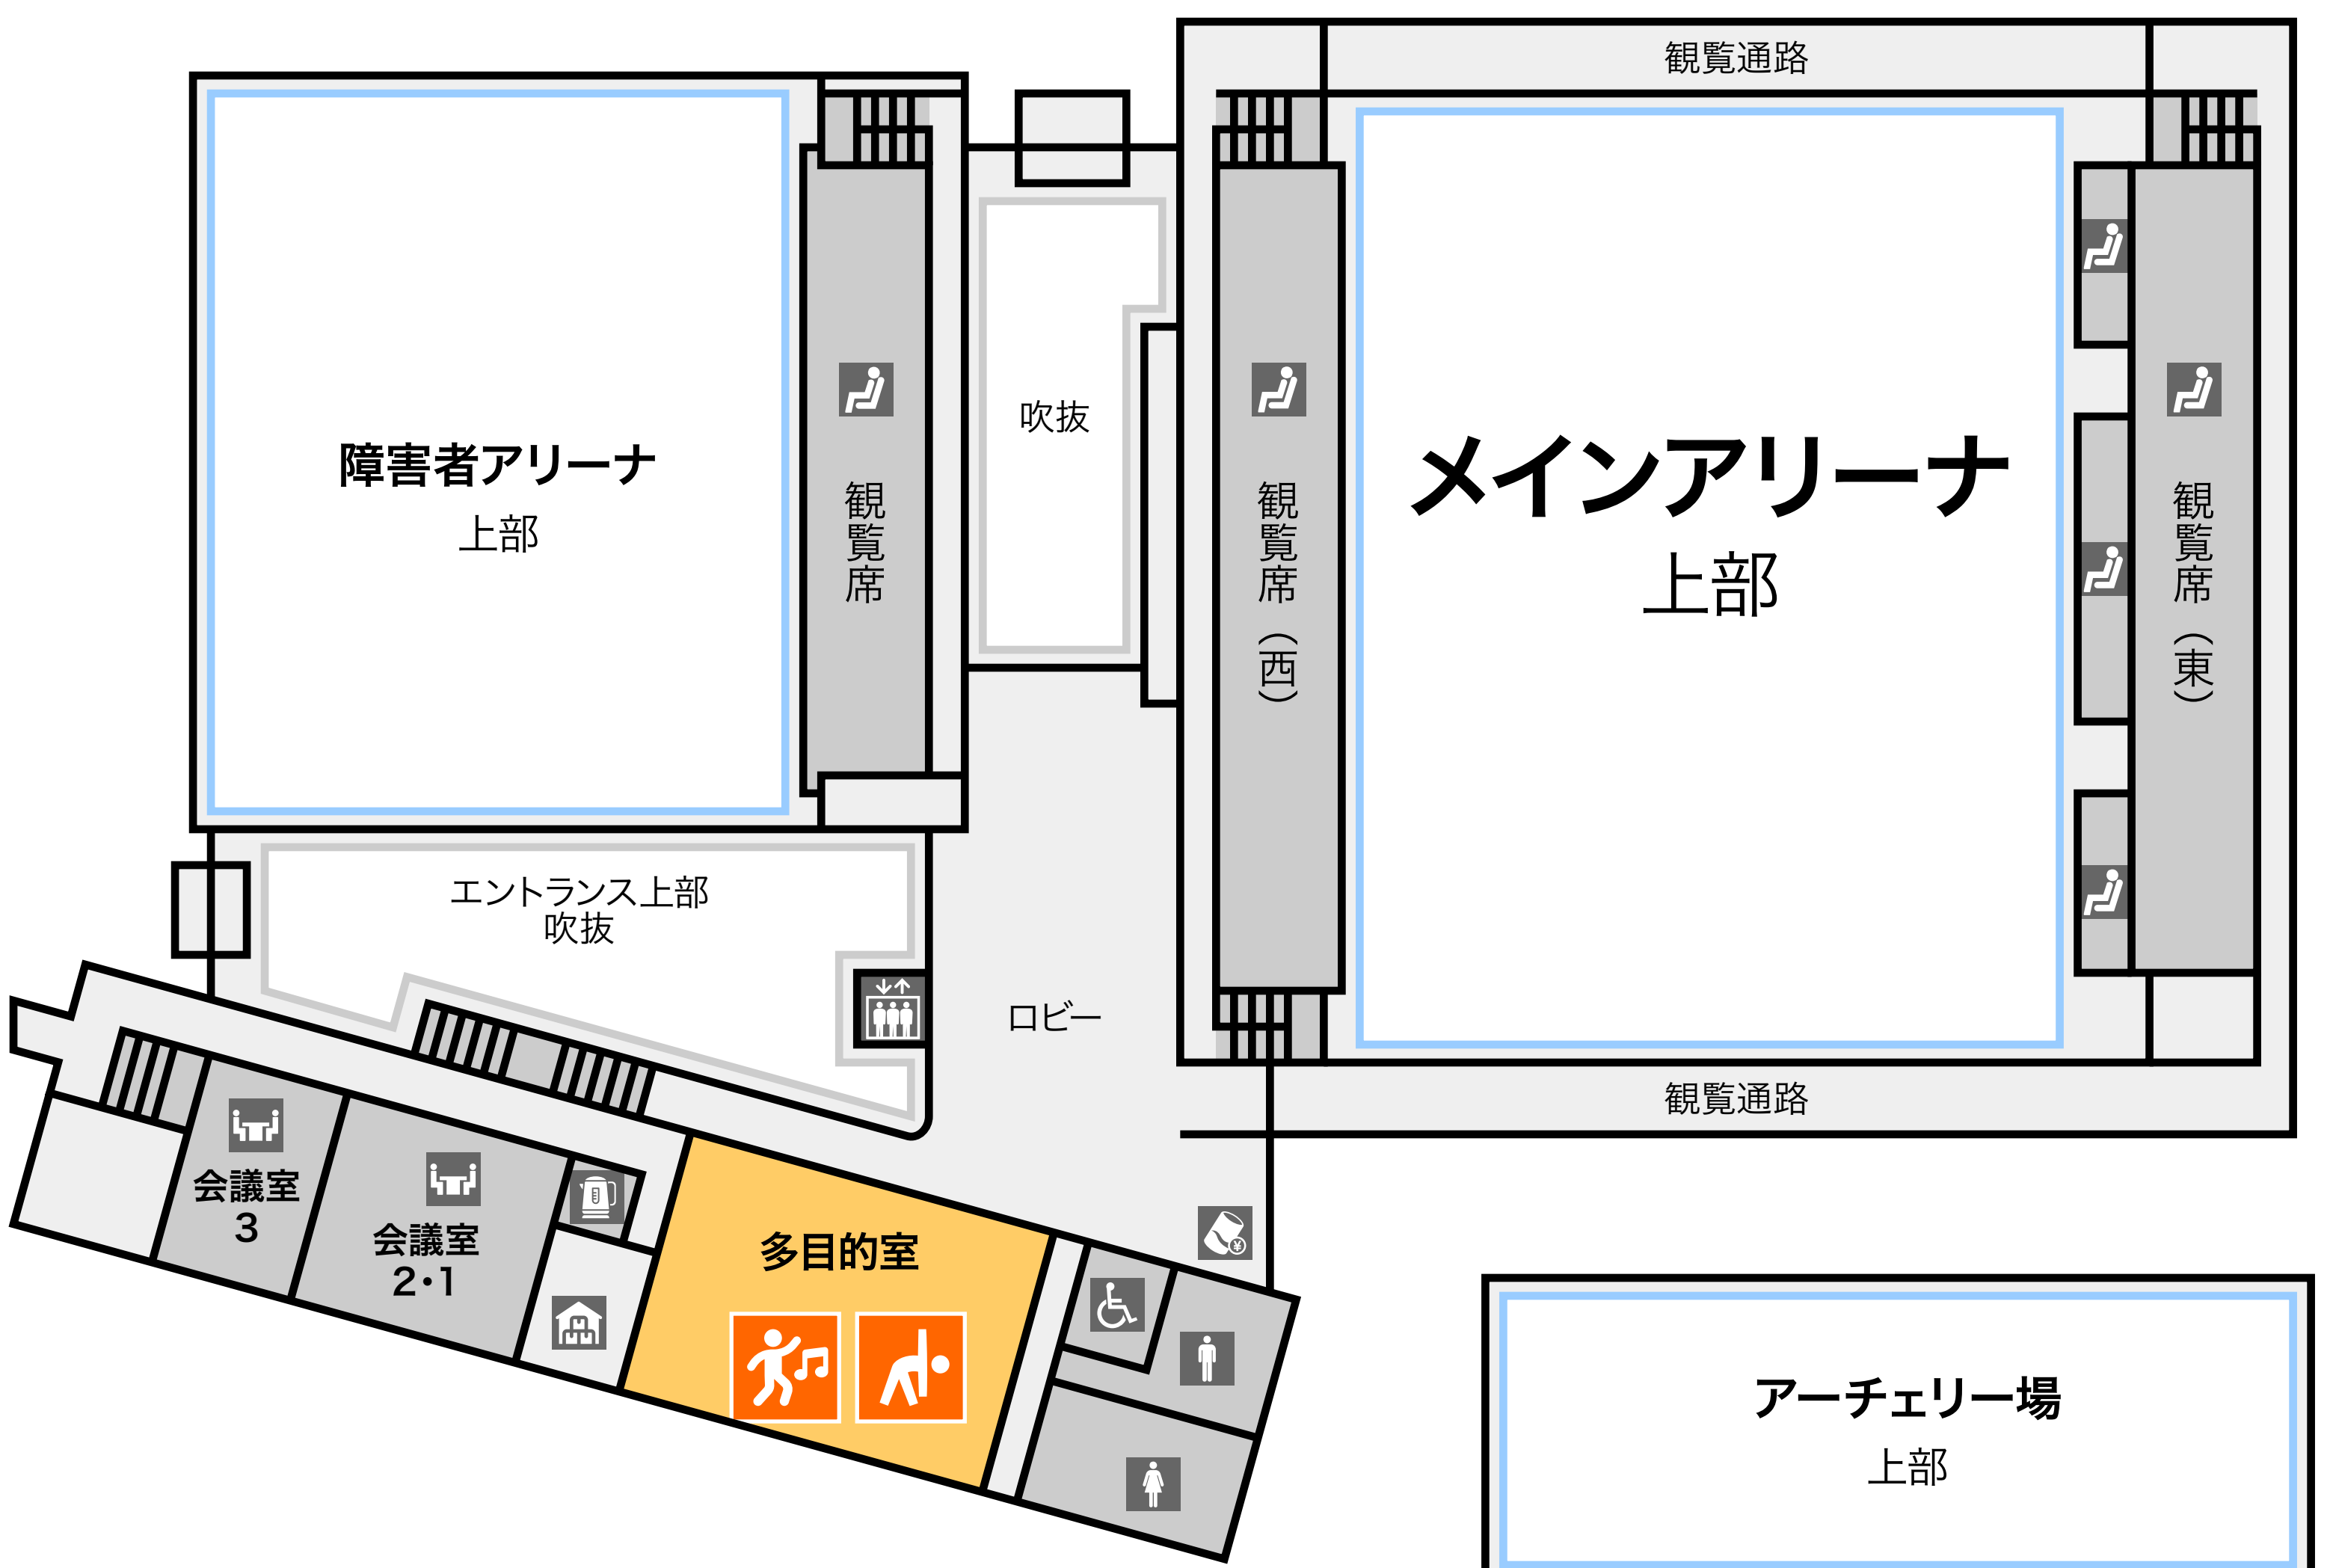 観覧通路
障害者アリーナ
上部
観覧席
吹抜
観覧席（西）
メインアリーナ
上部
観覧席（東）
エントランス上部
吹抜
ロビー
観覧通路
会議室
3
会議室
2・1
多目的室
¥
アーチェリー場
上部